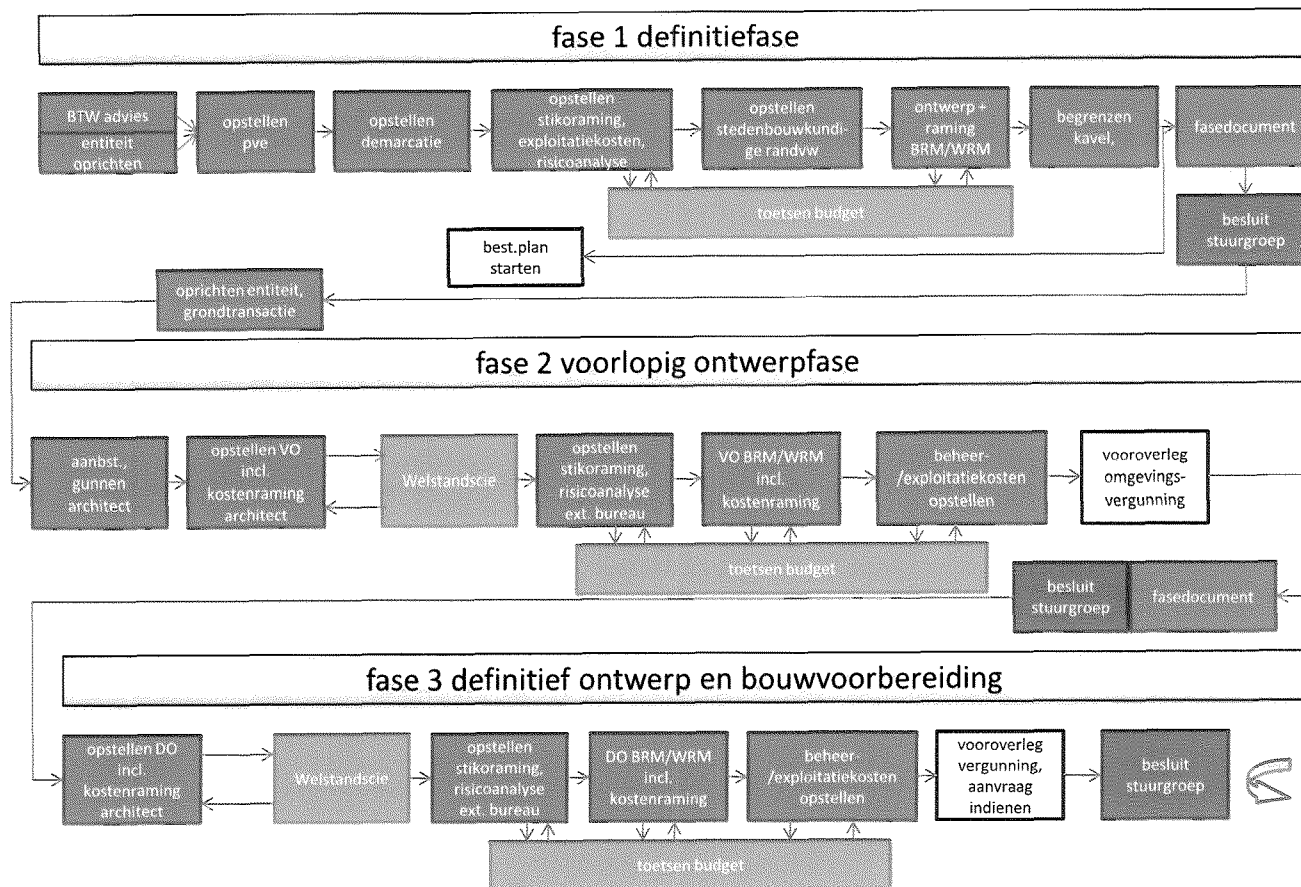 fase 1 definitiefase
BTW advies
entiteit
oprichten
opstellen
pve
opstellen
demarcatie
opstellen
stikoraming,
exploitatiekosten,
risicoanalyse
opstellen
stedenbouwkundi-
ge randvw
ontwerp +
raming
BRM/WRM
begrenzen
kavel,
fasedocument
toetsen budget
besluit
stuurgroep
best.plan
starten
oprichten entiteit,
grondtransactie
fase 2 voorlopig ontwerpfase
aanbst.,
gunnen
architect
opstellen VO
incl
kostenraming
architect
Welstandscie
opstellen
stikoraming,
risicoanalyse
ext. bureau
VO BRM/WRM
incl.
kostenraming
beheer-
/exploitatiekosten
opstellen
vooroverleg
omgevings-
vergunning
toetsen budget
besluit
stuurgroep
fasedocument
fase 3 definitief ontwerp en bouwvoorbereiding
opstellen DO
incl.
kostenraming
architect
Welstandscie
opstellen
stikoraming,
risicoanalyse
ext. bureau
DO BRM/WRM
incl.
kostenraming
beheer-
/exploitatiekosten
opstellen
vooroverleg
vergunning,
aanvraag
indienen
besluit
stuurgroep
toetsen budget